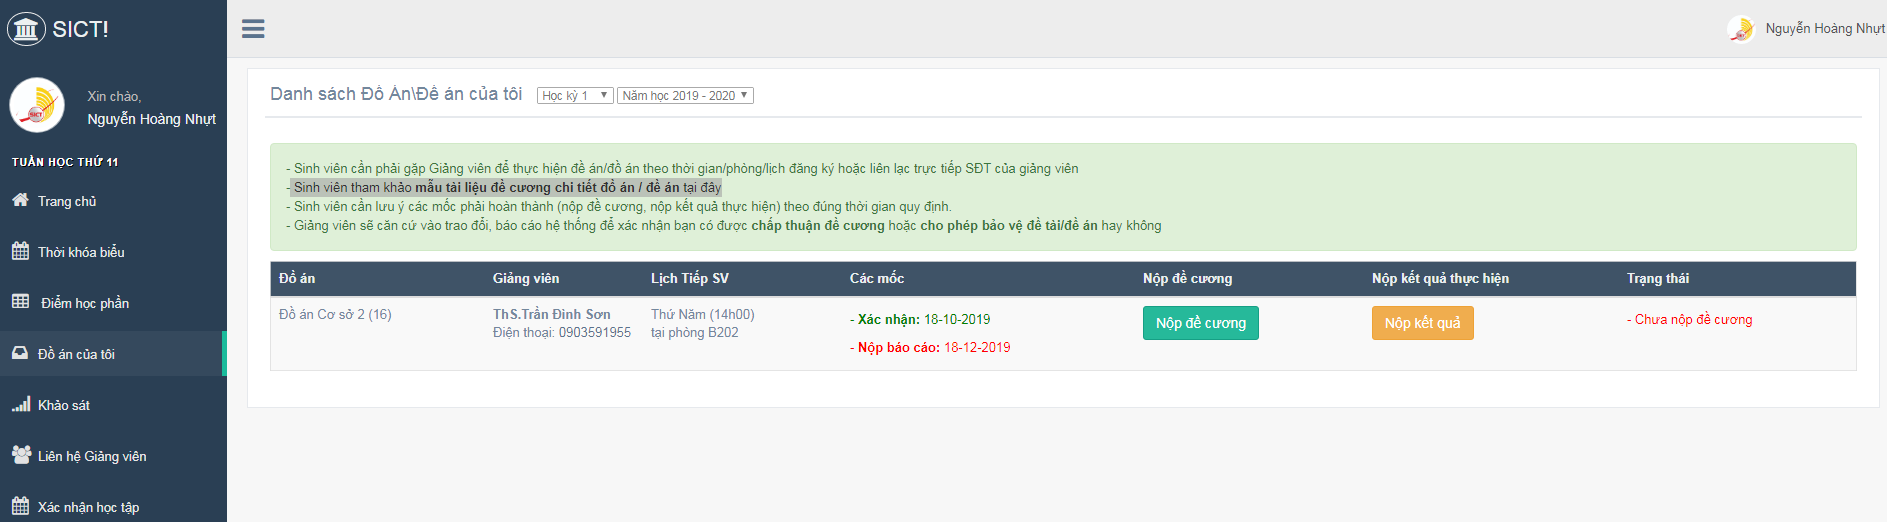 SICT!
Nguyễn Hoàng Nhựt
Xin chào,
Nguyễn Hoàng Nhựt
TUẦN HỌC THỨ 11
Trang chủ
Thời khóa biểu
Điểm học phần
Đồ án của tôi
Khảo sát
Liên hệ Giảng viên
Xác nhận học tập
Danh sách Đồ Án\Đề án của tôi Học kỳ 1 Năm học 2019 - 2020
- Sinh viên cần phải gặp Giảng viên để thực hiện đề án/đồ án theo thời gian/phòng/lịch đăng ký hoặc liên lạc trực tiếp SĐT của giảng viên
- Sinh viên tham khảo mẫu tài liệu đề cương chi tiết đồ án / đề án tại đây
- Sinh viên cần lưu ý các mốc phải hoàn thành (nộp đề cương, nộp kết quả thực hiện) theo đúng thời gian quy định.
- Giảng viên sẽ căn cứ vào trao đổi, báo cáo hệ thống để xác nhận bạn có được chấp thuận đề cương hoặc cho phép bảo vệ đề tài/đề án hay không
Đồ án Giảng viên Lịch Tiếp SV Các mốc Nộp đề cương Nộp kết quả thực hiện Trạng thái
Đồ án Cơ sở 2 (16)
ThS.Trần Đình Sơn
Điện thoại: 0903591955
Thứ Năm (14h00)
tại phòng B202
- Xác nhận: 18-10-2019
- Nộp báo cáo: 18-12-2019
Nộp đề cương
Nộp kết quả
- Chưa nộp đề cương